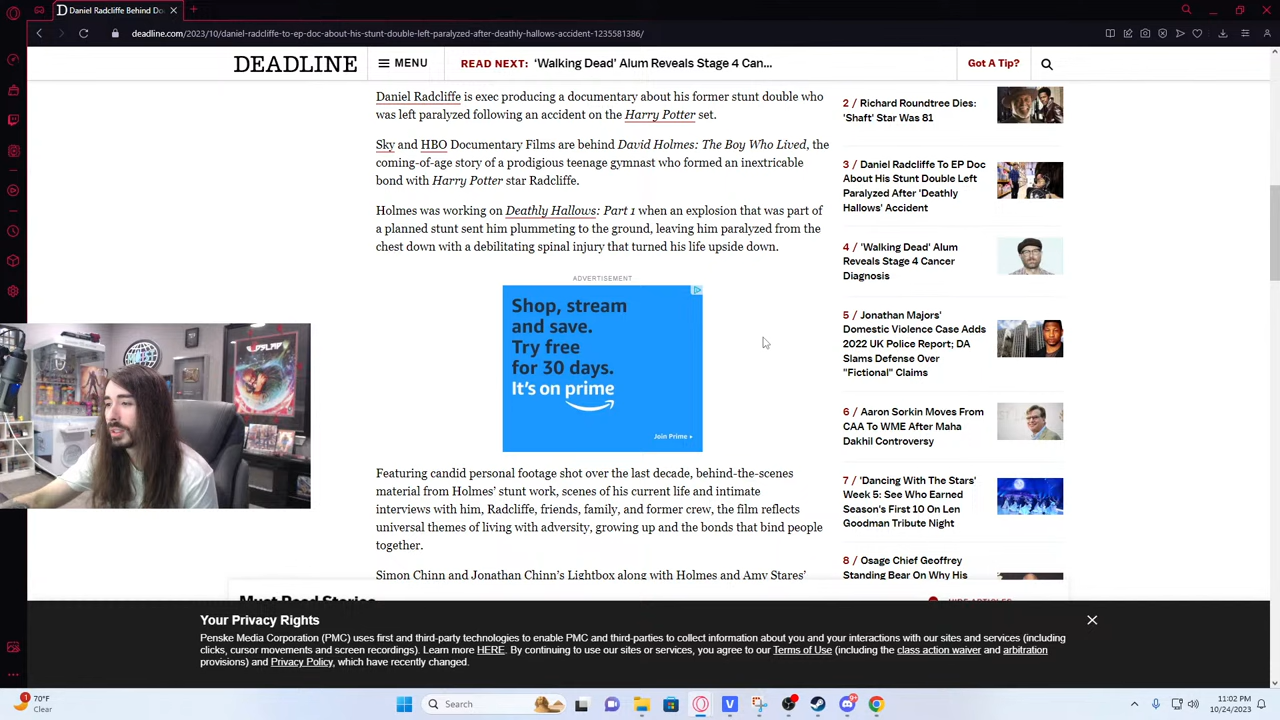 Daniel Radcliffe Behind Do
deadline.com/2023/10/daniel-radcliffe-to-ep-doc-about-his-stunt-double-left-paralyzed-after-deathly-hallows-accident-1235581386/
DEADLINE
MENU
READ NEXT: ‘Walking Dead’ Alum Reveals Stage 4 Can...
Got A Tip?
Daniel Radcliffe is exec producing a documentary about his former stunt double who
was left paralyzed following an accident on the Harry Potter set.
Sky and HBO Documentary Films are behind David Holmes: The Boy Who Lived, the
coming-of-age story of a prodigious teenage gymnast who formed an inextricable
bond with Harry Potter star Radcliffe.
Holmes was working on Deathly Hallows: Part 1 when an explosion that was part of
a planned stunt sent him plummeting to the ground, leaving him paralyzed from the
chest down with a debilitating spinal injury that turned his life upside down.
ADVERTISEMENT
Shop, stream
and save.
Try free
for 30 days.
It's on prime
Join Prime
Featuring candid personal footage shot over the last decade, behind-the-scenes
material from Holmes’ stunt work, scenes of his current life and intimate
interviews with him, Radcliffe, friends, family, and former crew, the film reflects
universal themes of living with adversity, growing up and the bonds that bind people
together.
Simon Chinn and Jonathan Chinn’s Lightbox along with Holmes and Amy Stares’
2 / Richard Roundtree Dies:
'Shaft' Star Was 81
3 / Daniel Radcliffe To EP Doc
About His Stunt Double Left
Paralyzed After 'Deathly
Hallows' Accident
4 / 'Walking Dead' Alum
Reveals Stage 4 Cancer
Diagnosis
5 / Jonathan Majors'
Domestic Violence Case Adds
2022 UK Police Report; DA
Slams Defense Over
"Fictional" Claims
6 / Aaron Sorkin Moves From
CAA To WME After Maha
Dakhil Controversy
7 / 'Dancing With The Stars'
Week 5: See Who Earned
Season's First 10 On Len
Goodman Tribute Night
8 / Osage Chief Geoffrey
Standing Bear On Why His
Must Read Stories
HIDE ARTICLES
Your Privacy Rights
Penske Media Corporation (PMC) uses first and third-party technologies to enable PMC and third-parties to collect information about you and your interactions with our sites and services (including
clicks, cursor movements and screen recordings). Learn more HERE. By continuing to use our sites or services, you agree to our Terms of Use (including the class action waiver and arbitration
provisions) and Privacy Policy, which have recently changed.
70°F
Clear
Search
11:02 PM
10/24/2023